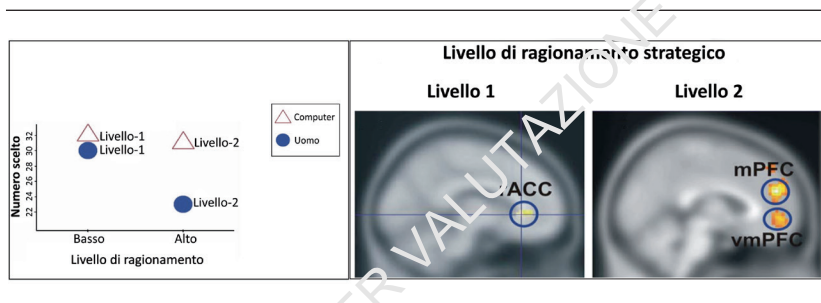 Livello di ragionamento strategico
Livello 1
Livello 2
Computer
Uomo
Numero scelto
32
30
28
26
24
22
Livello-1
Livello-1
Livello-2
Livello-2
Basso
Alto
Livello di ragionamento
rACC
mPFC
vmPFC
ER VALUTAZIONE